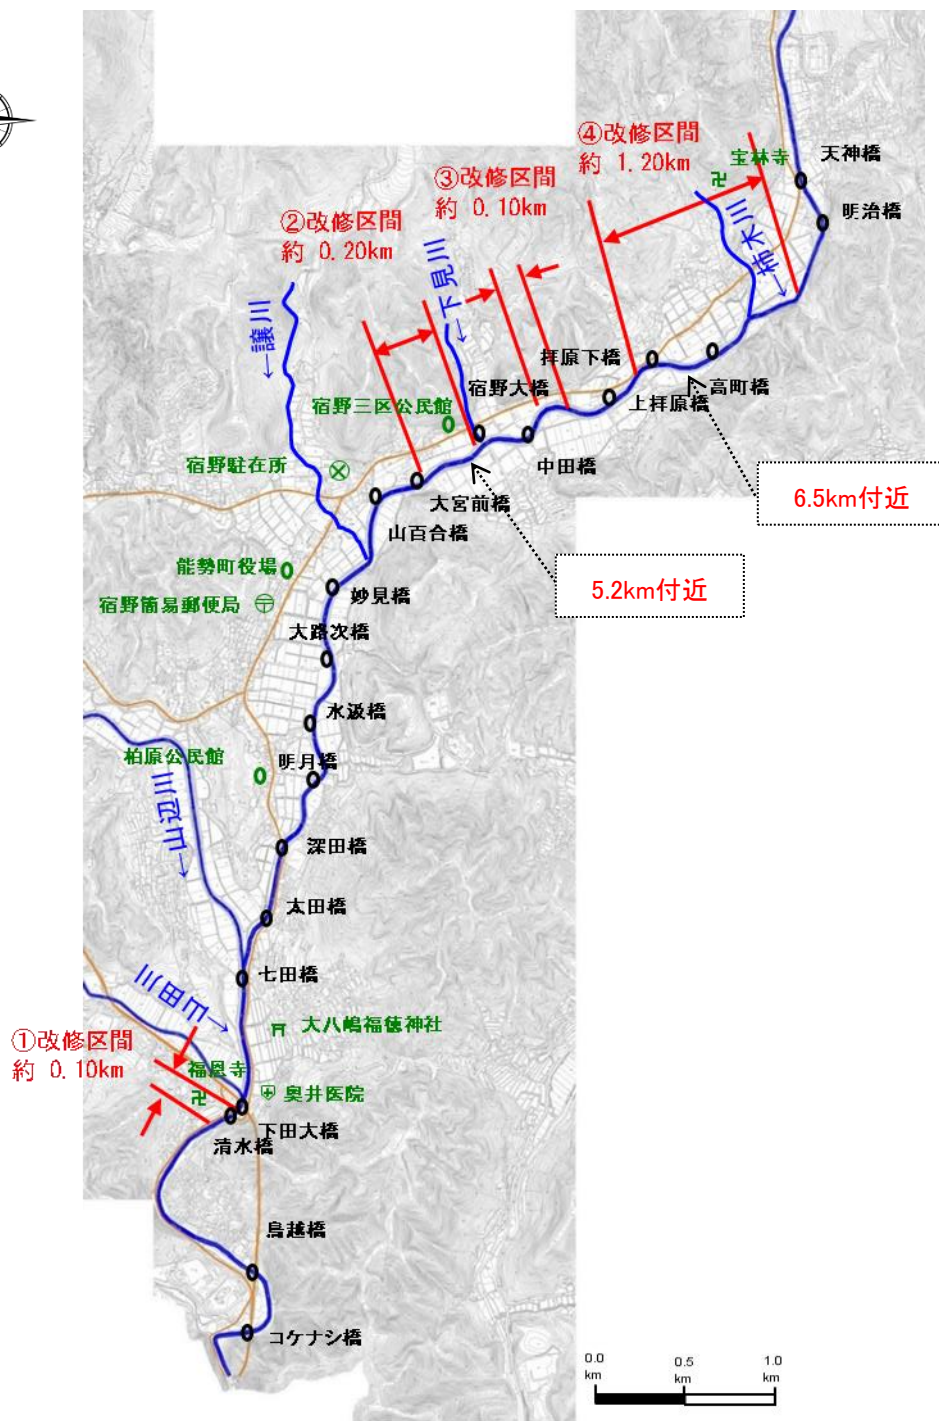 ④改修区間
約 1.20km
宝林寺
卍
天神橋
③改修区間
約 0.10km
明治橋
②改修区間
約 0.20km
←下見川
←柿木川
←譲川
拝原下橋
宿野大橋
高町橋
宿野三区公民館
上拝原橋
中田橋
宿野駐在所
大宮前橋
6.5km付近
山百合橋
能勢町役場
5.2km付近
妙見橋
宿野簡易郵便局
大路次橋
水汲橋
柏原公民館
明月橋
山辺川→
深田橋
太田橋
七田橋
山田川→
大八嶋福徳神社
①改修区間
約 0.10km
福恩寺
卍
奥井医院
下田大橋
清水橋
鳥越橋
コケナシ橋
0.0
km
0.5
km
1.0
km